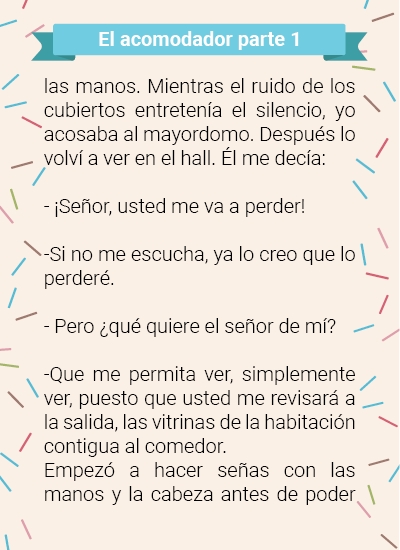 El acomodador parte 1
las manos. Mientras el ruido de los
cubiertos entretenía el silencio, yo
acosaba al mayordomo. Después lo
volví a ver en el hall. Él me decía:
- ¡Señor, usted me va a perder!
-Si no me escucha, ya lo creo que lo
perderé.
- Pero ¿qué quiere el señor de mí?
-Que me permita ver, simplemente
ver, puesto que usted me revisará a
la salida, las vitrinas de la habitación
contigua al comedor.
Empezó a hacer señas con las
manos y la cabeza antes de poder